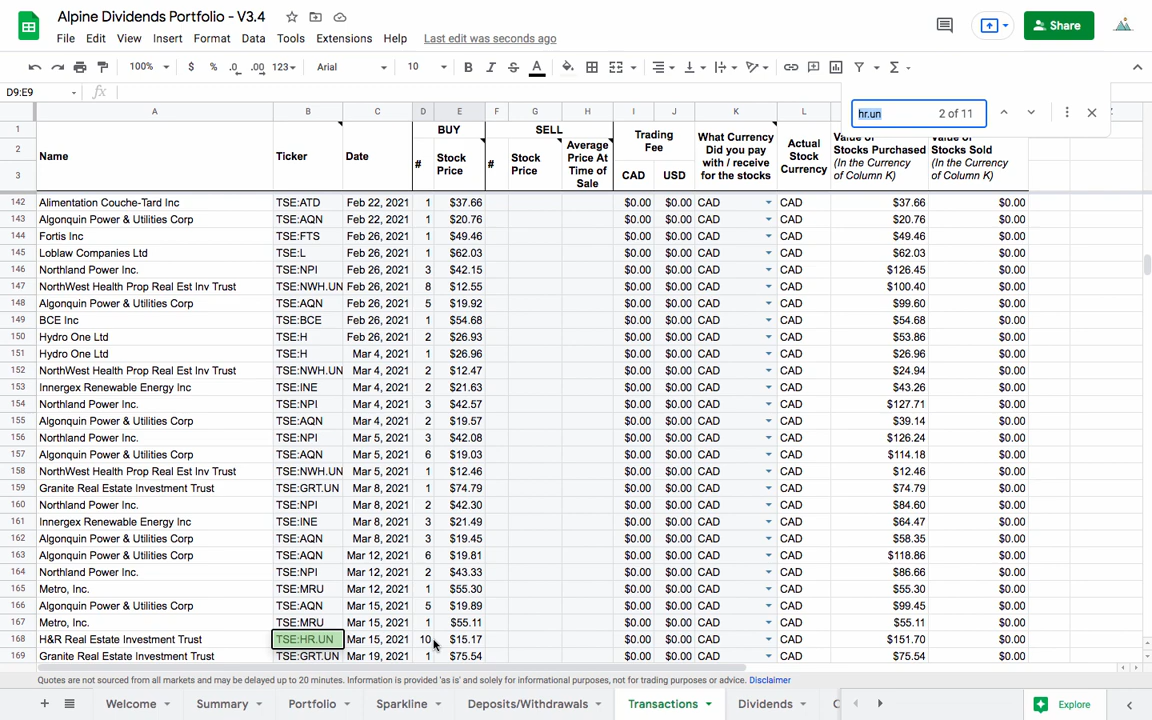 Alpine Dividends Portfolio - V3.4
File Edit View Insert Format Data Tools Extensions Help Last edit was seconds ago
Share
100% $ % .0 .00 123 Arial 10 B I S A
D9:E9 fx
hr.un 2 of 11
A B C D E F G H I J K L
1 2 3
Name Ticker Date
BUY # Stock Price
SELL # Stock Price Average Price At Time of Sale
Trading Fee CAD USD
What Currency Did you pay with / receive for the stocks
Actual Stock Currency
Value of Stocks Purchased (In the Currency of Column K)
Value of Stocks Sold (In the Currency of Column K)
142 Alimentation Couche-Tard Inc TSE:ATD Feb 22, 2021 1 $37.66 $0.00 $0.00 CAD CAD $37.66 $0.00
143 Algonquin Power & Utilities Corp TSE:AQN Feb 22, 2021 1 $20.76 $0.00 $0.00 CAD CAD $20.76 $0.00
144 Fortis Inc TSE:FTS Feb 26, 2021 1 $49.46 $0.00 $0.00 CAD CAD $49.46 $0.00
145 Loblaw Companies Ltd TSE:L Feb 26, 2021 1 $62.03 $0.00 $0.00 CAD CAD $62.03 $0.00
146 Northland Power Inc. TSE:NPI Feb 26, 2021 3 $42.15 $0.00 $0.00 CAD CAD $126.45 $0.00
147 NorthWest Health Prop Real Est Inv Trust TSE:NWH.UN Feb 26, 2021 8 $12.55 $0.00 $0.00 CAD CAD $100.40 $0.00
148 Algonquin Power & Utilities Corp TSE:AQN Feb 26, 2021 5 $19.92 $0.00 $0.00 CAD CAD $99.60 $0.00
149 BCE Inc TSE:BCE Feb 26, 2021 1 $54.68 $0.00 $0.00 CAD CAD $54.68 $0.00
150 Hydro One Ltd TSE:H Feb 26, 2021 2 $26.93 $0.00 $0.00 CAD CAD $53.86 $0.00
151 Hydro One Ltd TSE:H Mar 4, 2021 1 $26.96 $0.00 $0.00 CAD CAD $26.96 $0.00
152 NorthWest Health Prop Real Est Inv Trust TSE:NWH.UN Mar 4, 2021 2 $12.47 $0.00 $0.00 CAD CAD $24.94 $0.00
153 Innergex Renewable Energy Inc TSE:INE Mar 4, 2021 2 $21.63 $0.00 $0.00 CAD CAD $43.26 $0.00
154 Northland Power Inc. TSE:NPI Mar 4, 2021 3 $42.57 $0.00 $0.00 CAD CAD $127.71 $0.00
155 Algonquin Power & Utilities Corp TSE:AQN Mar 4, 2021 2 $19.57 $0.00 $0.00 CAD CAD $39.14 $0.00
156 Northland Power Inc. TSE:NPI Mar 5, 2021 3 $42.08 $0.00 $0.00 CAD CAD $126.24 $0.00
157 Algonquin Power & Utilities Corp TSE:AQN Mar 5, 2021 6 $19.03 $0.00 $0.00 CAD CAD $114.18 $0.00
158 NorthWest Health Prop Real Est Inv Trust TSE:NWH.UN Mar 5, 2021 1 $12.46 $0.00 $0.00 CAD CAD $12.46 $0.00
159 Granite Real Estate Investment Trust TSE:GRT.UN Mar 8, 2021 1 $74.79 $0.00 $0.00 CAD CAD $74.79 $0.00
160 Northland Power Inc. TSE:NPI Mar 8, 2021 2 $42.30 $0.00 $0.00 CAD CAD $84.60 $0.00
161 Innergex Renewable Energy Inc TSE:INE Mar 8, 2021 3 $21.49 $0.00 $0.00 CAD CAD $64.47 $0.00
162 Algonquin Power & Utilities Corp TSE:AQN Mar 8, 2021 3 $19.45 $0.00 $0.00 CAD CAD $58.35 $0.00
163 Algonquin Power & Utilities Corp TSE:AQN Mar 12, 2021 6 $19.81 $0.00 $0.00 CAD CAD $118.86 $0.00
164 Northland Power Inc. TSE:NPI Mar 12, 2021 2 $43.33 $0.00 $0.00 CAD CAD $86.66 $0.00
165 Metro, Inc. TSE:MRU Mar 12, 2021 1 $55.30 $0.00 $0.00 CAD CAD $55.30 $0.00
166 Algonquin Power & Utilities Corp TSE:AQN Mar 15, 2021 5 $19.89 $0.00 $0.00 CAD CAD $99.45 $0.00
167 Metro, Inc. TSE:MRU Mar 15, 2021 1 $55.11 $0.00 $0.00 CAD CAD $55.11 $0.00
168 H&R Real Estate Investment Trust TSE:HR.UN Mar 15, 2021 10 $15.17 $0.00 $0.00 CAD CAD $151.70 $0.00
169 Granite Real Estate Investment Trust TSE:GRT.UN Mar 19, 2021 1 $75.54 $0.00 $0.00 CAD CAD $75.54 $0.00
Quotes are not sourced from all markets and may be delayed up to 20 minutes. Information is provided 'as is' and solely for informational purposes, not for trading purposes or advice. Disclaimer
Welcome Summary Portfolio Sparkline Deposits/Withdrawals Transactions Dividends Explore